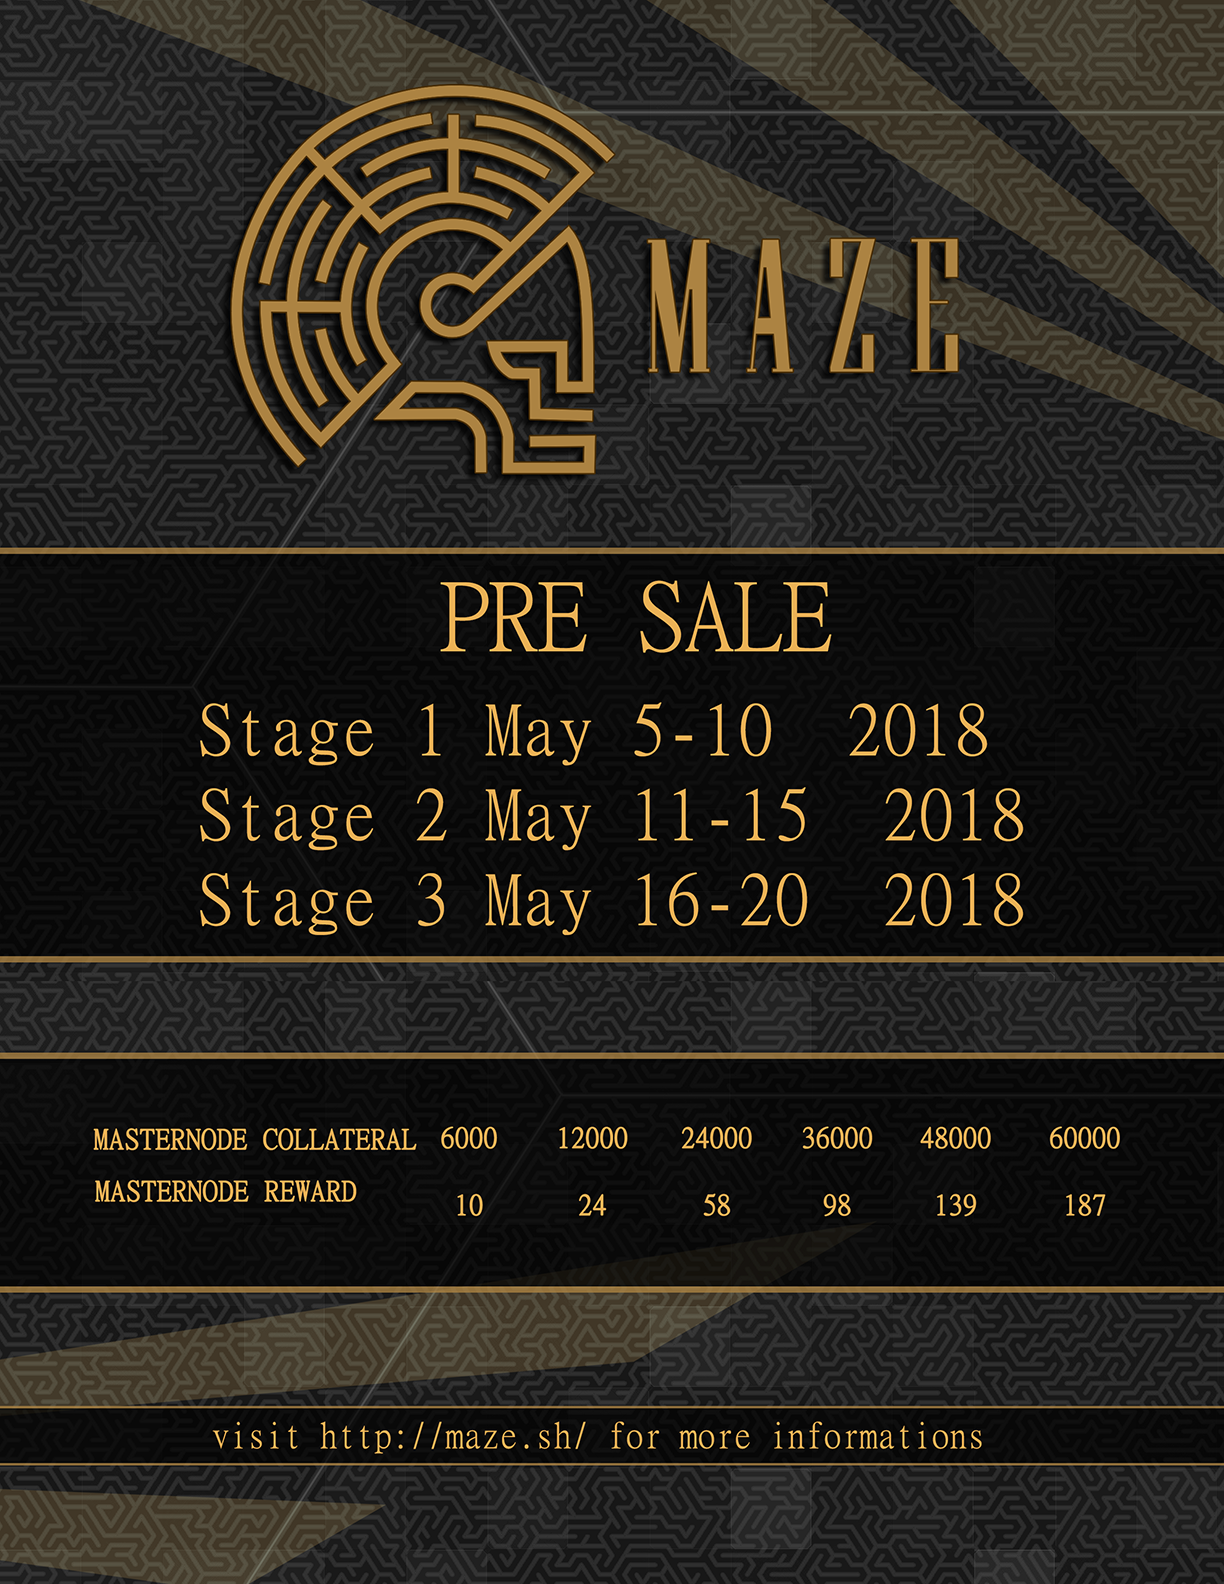 MAZE
PRE SALE
Stage 1 May 5-10 2018
Stage 2 May 11-15 2018
Stage 3 May 16-20 2018
MASTERNODE COLLATERAL 6000 12000 24000 36000 48000 60000
MASTERNODE REWARD 10 24 58 98 139 187
visit http://maze.sh/ for more informations